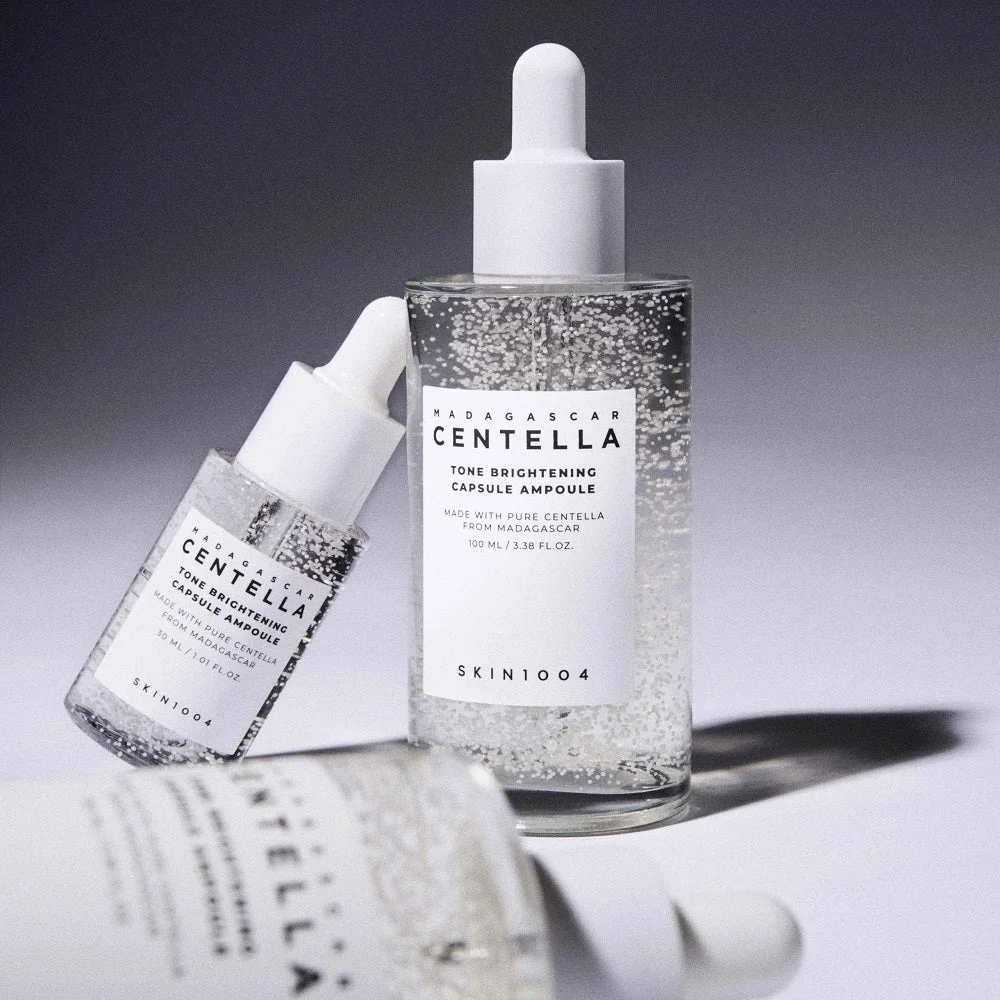 MADAGASCAR
CENTELLA
TONE BRIGHTENING
CAPSULE AMPOULE
MADE WITH PURE CENTELLA
FROM MADAGASCAR
100 ML / 3.38 FL.OZ.
SKIN1004
MADAGASCAR
CENTELLA
TONE BRIGHTENING
CAPSULE AMPOULE
MADE WITH PURE CENTELLA
FROM MADAGASCAR
30 ML / 1.01 FL.OZ.
SKIN1004
CENTELLA